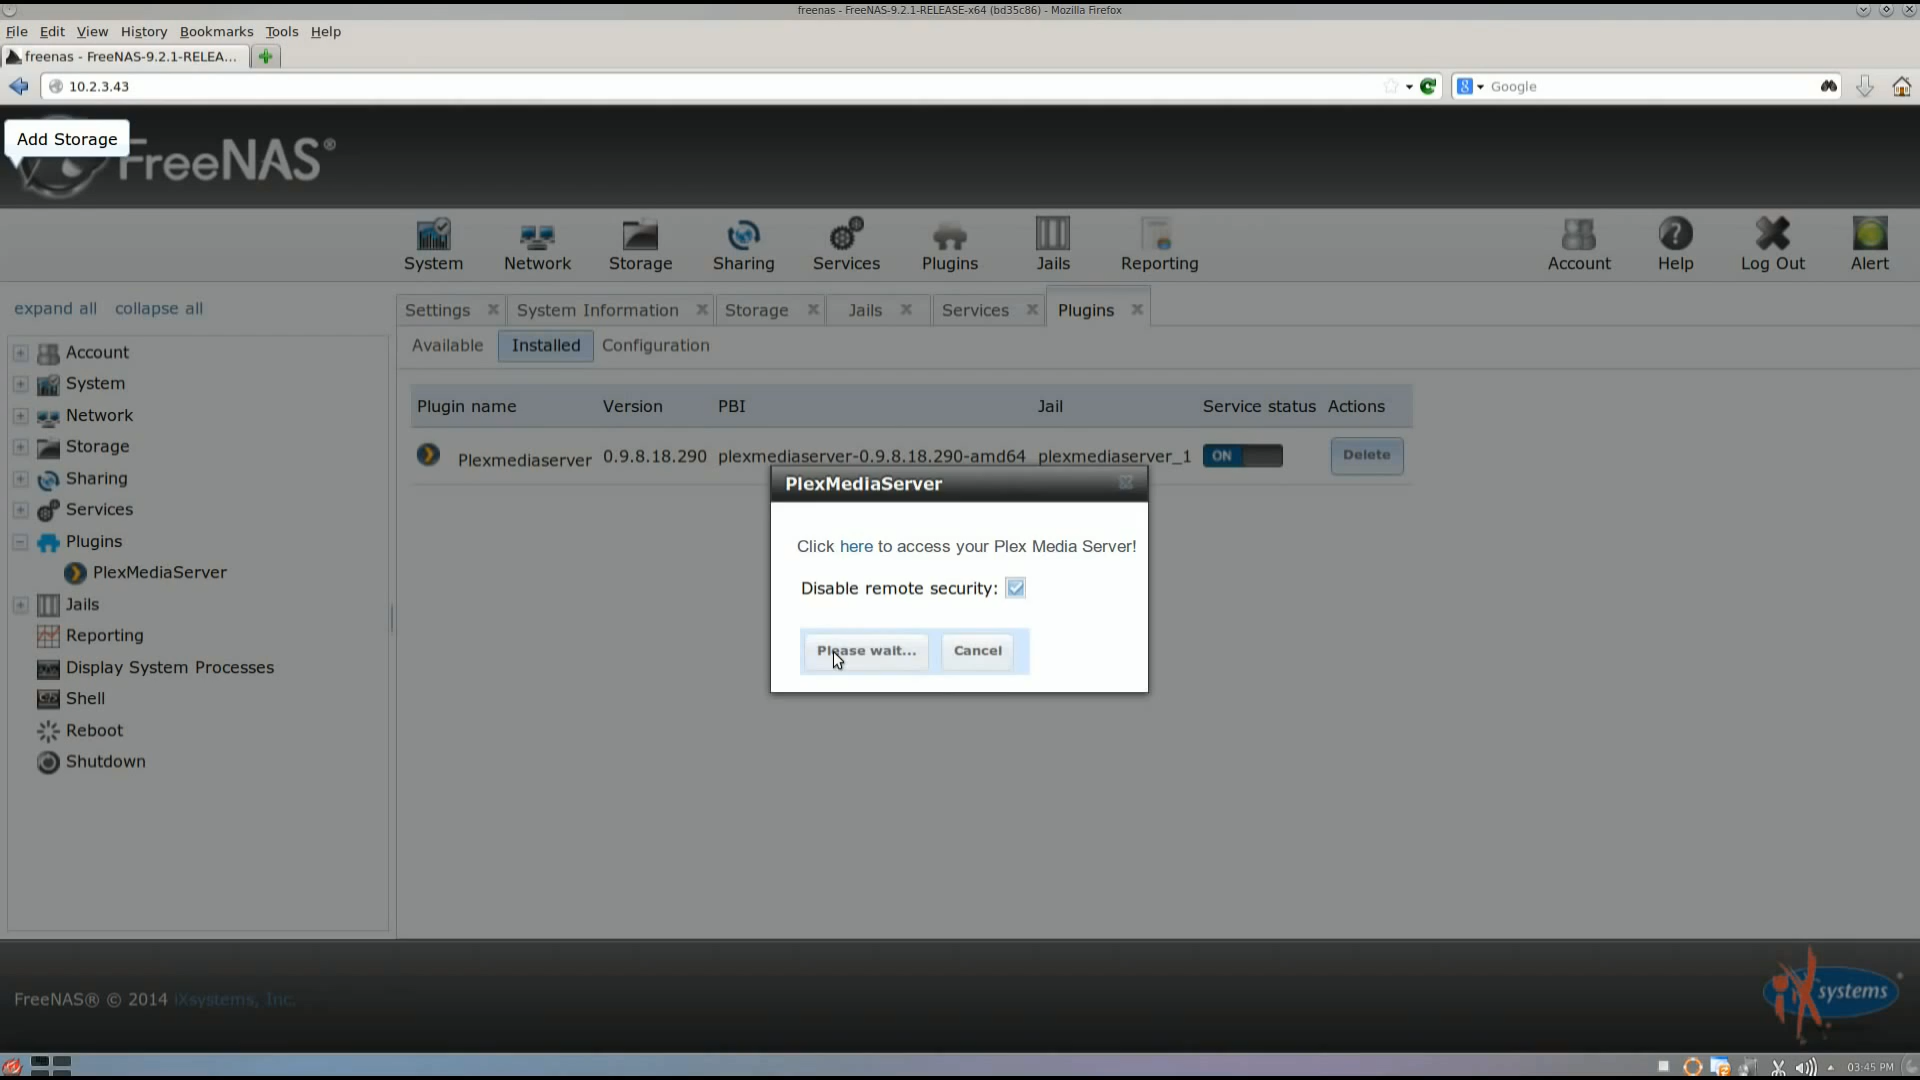 freenas - FreeNAS-9.2.1-RELEASE-x64 (bd35c86) - Mozilla Firefox
File Edit View History Bookmarks Tools Help
freenas - FreeNAS-9.2.1-RELEA...
10.2.3.43
Google
Add Storage
FreeNAS®
System Network Storage Sharing Services Plugins Jails Reporting Account Help Log Out Alert
expand all collapse all
Settings System Information Storage Jails Services Plugins
Available Installed Configuration
Account
System
Network
Storage
Sharing
Services
Plugins
PlexMediaServer
Jails
Reporting
Display System Processes
Shell
Reboot
Shutdown
Plugin name Version PBI Jail Service status Actions
Plexmediaserver 0.9.8.18.290 plexmediaserver-0.9.8.18.290-amd64 plexmediaserver_1 ON Delete
PlexMediaServer
Click here to access your Plex Media Server!
Disable remote security:
Please wait... Cancel
FreeNAS® © 2014 iXsystems, Inc.
iX systems
03:45 PM